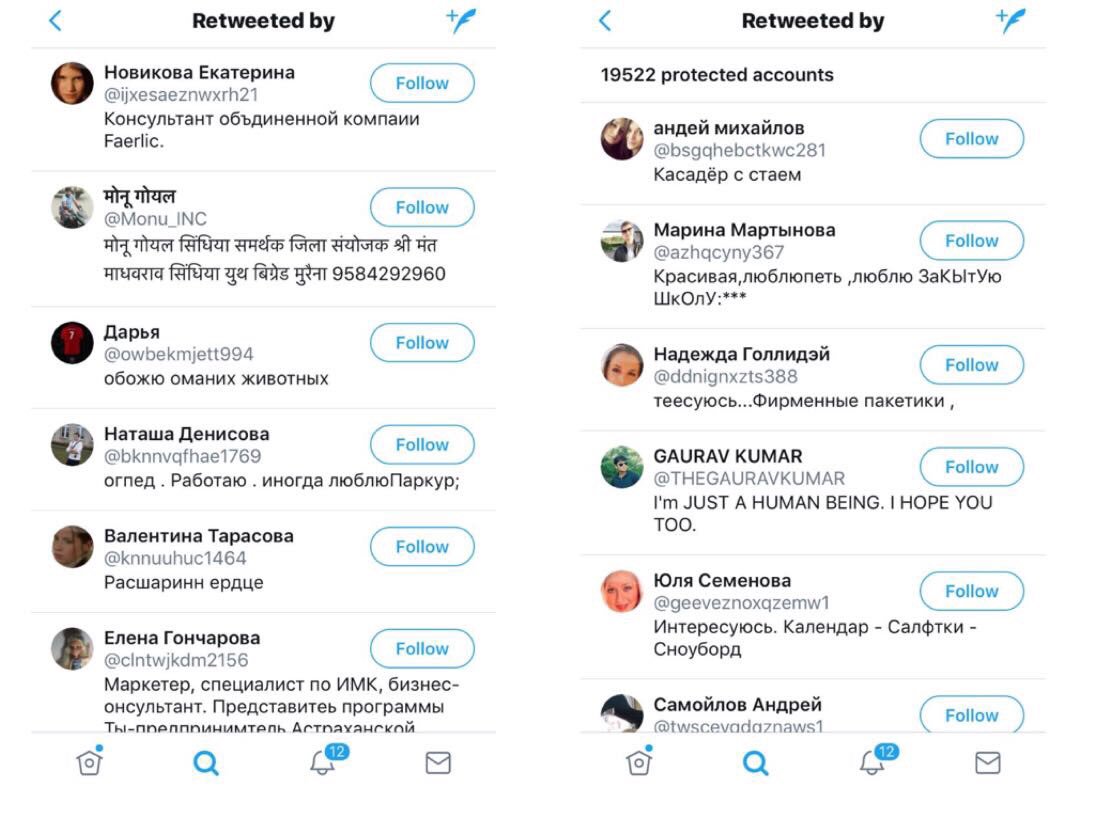 Retweeted by
Новикова Екатерина
@ijxesaeznwxrh21
Follow
Консультант объдиненной компаии
Faerlic.
मोनू गोयल
@Monu_INC
Follow
मोनू गोयल सिंधिया समर्थक जिला संयोजक श्री मंत
माधवराव सिंधिया युथ बिग्रेड मुरैना 9584292960
Дарья
@owbekmjett994
Follow
обожю оманих животных
Наташа Денисова
@bknnvqfhae1769
Follow
огпед . Работаю . иногда люблюПаркур;
Валентина Тарасова
@knnuuhuc1464
Follow
Расшаринн ердце
Елена Гончарова
@clntwjkdm2156
Follow
Маркетер, специалист по ИМК, бизнес-
онсультант. Представитеь программы
Ты-предпринимтель Астраханской
12
Retweeted by
19522 protected accounts
андей михайлов
@bsgqhebctkwc281
Follow
Касадёр с стаем
Марина Мартынова
@azhqcyny367
Follow
Красивая,люблюпеть ,люблю ЗаКЫтУю
ШкОлУ:***
Надежда Голлидэй
@ddnignxzts388
Follow
теесуюсь...Фирменные пакетики ,
GAURAV KUMAR
@THEGAURAVKUMAR
Follow
I'm JUST A HUMAN BEING. I HOPE YOU
TOO.
Юля Семенова
@geeveznoxqzemw1
Follow
Интересуюсь. Календар - Салфтки -
Сноуборд
Самойлов Андрей
Follow
12